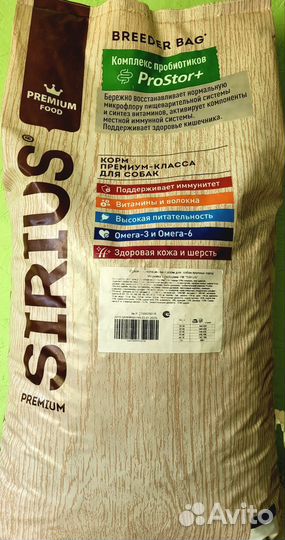 BREEDER BAG*
Комплекс пробиотиков
ProStor+
Бережно восстанавливает нормальную
микрофлору пищеварительной системы
и синтез витаминов, активирует компоненты
местной иммунной системы.
Поддерживает здоровье кишечника.
PREMIUM
FOOD
SIRIUS®
PREMIUM
КОРМ
ПРЕМИУМ-КЛАССА
ДЛЯ СОБАК
Поддерживает иммунитет
Витамины и волокна
Высокая питательность
Омега-3 и Омега-6
Здоровая кожа и шерсть
Avito